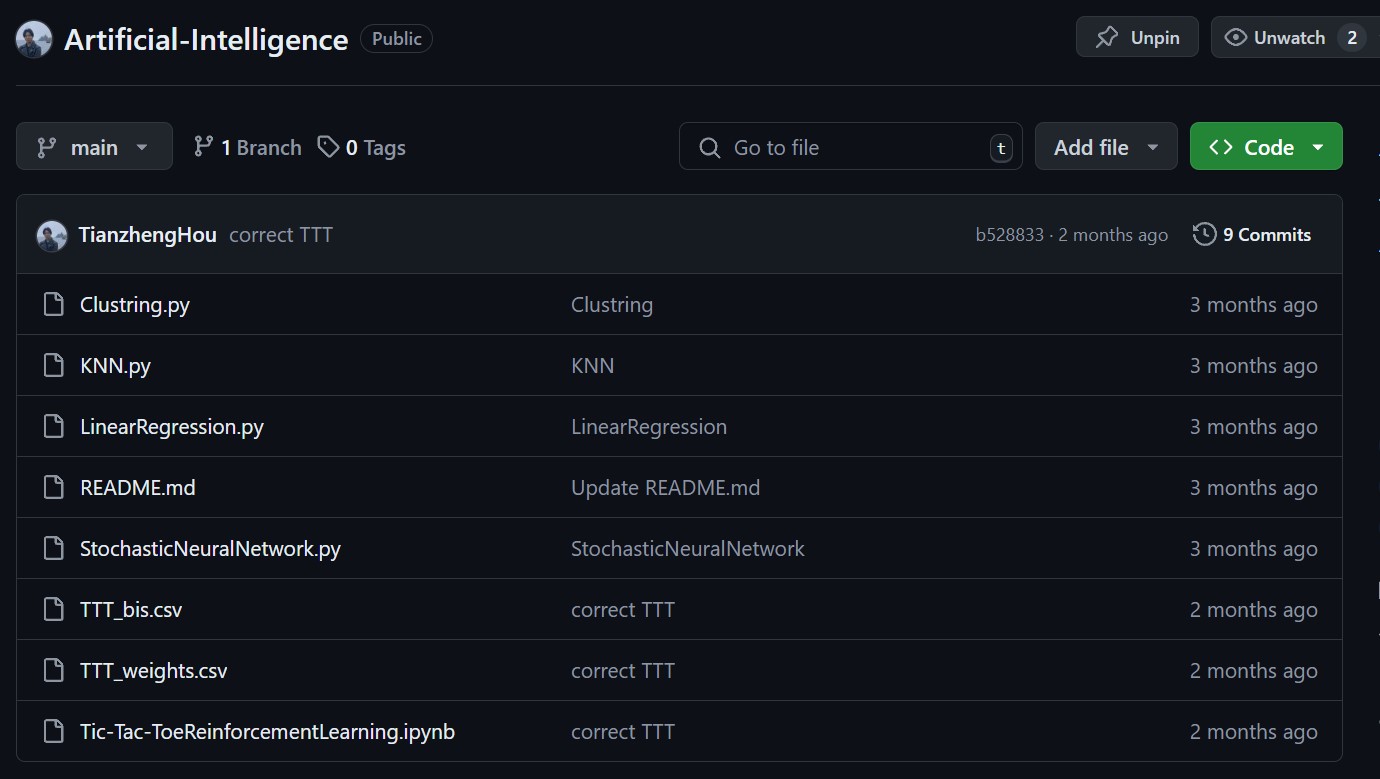 Artificial-Intelligence Public Unpin Unwatch 2
main 1 Branch 0 Tags Go to file t Add file Code
TianzhengHou correct TTT b528833 · 2 months ago 9 Commits
Clustring.py Clustring 3 months ago
KNN.py KNN 3 months ago
LinearRegression.py LinearRegression 3 months ago
README.md Update README.md 3 months ago
StochasticNeuralNetwork.py StochasticNeuralNetwork 3 months ago
TTT_bis.csv correct TTT 2 months ago
TTT_weights.csv correct TTT 2 months ago
Tic-Tac-ToeReinforcementLearning.ipynb correct TTT 2 months ago